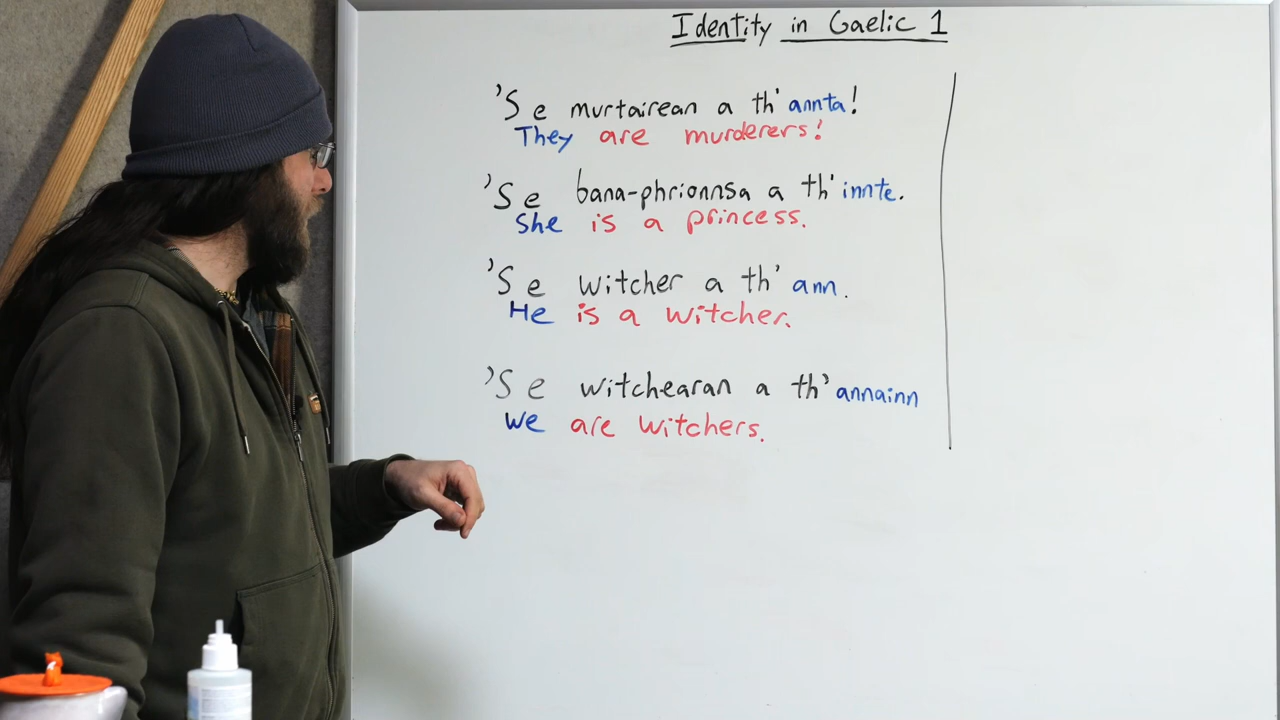 Identity in Gaelic 1
'S e murtairean a th' annta!
They are murderers!
'S e bana-phrionnsa a th' innte.
She is a princess.
'S e witcher a th' ann.
He is a witcher.
'S e witchearan a th' annainn
We are witchers.